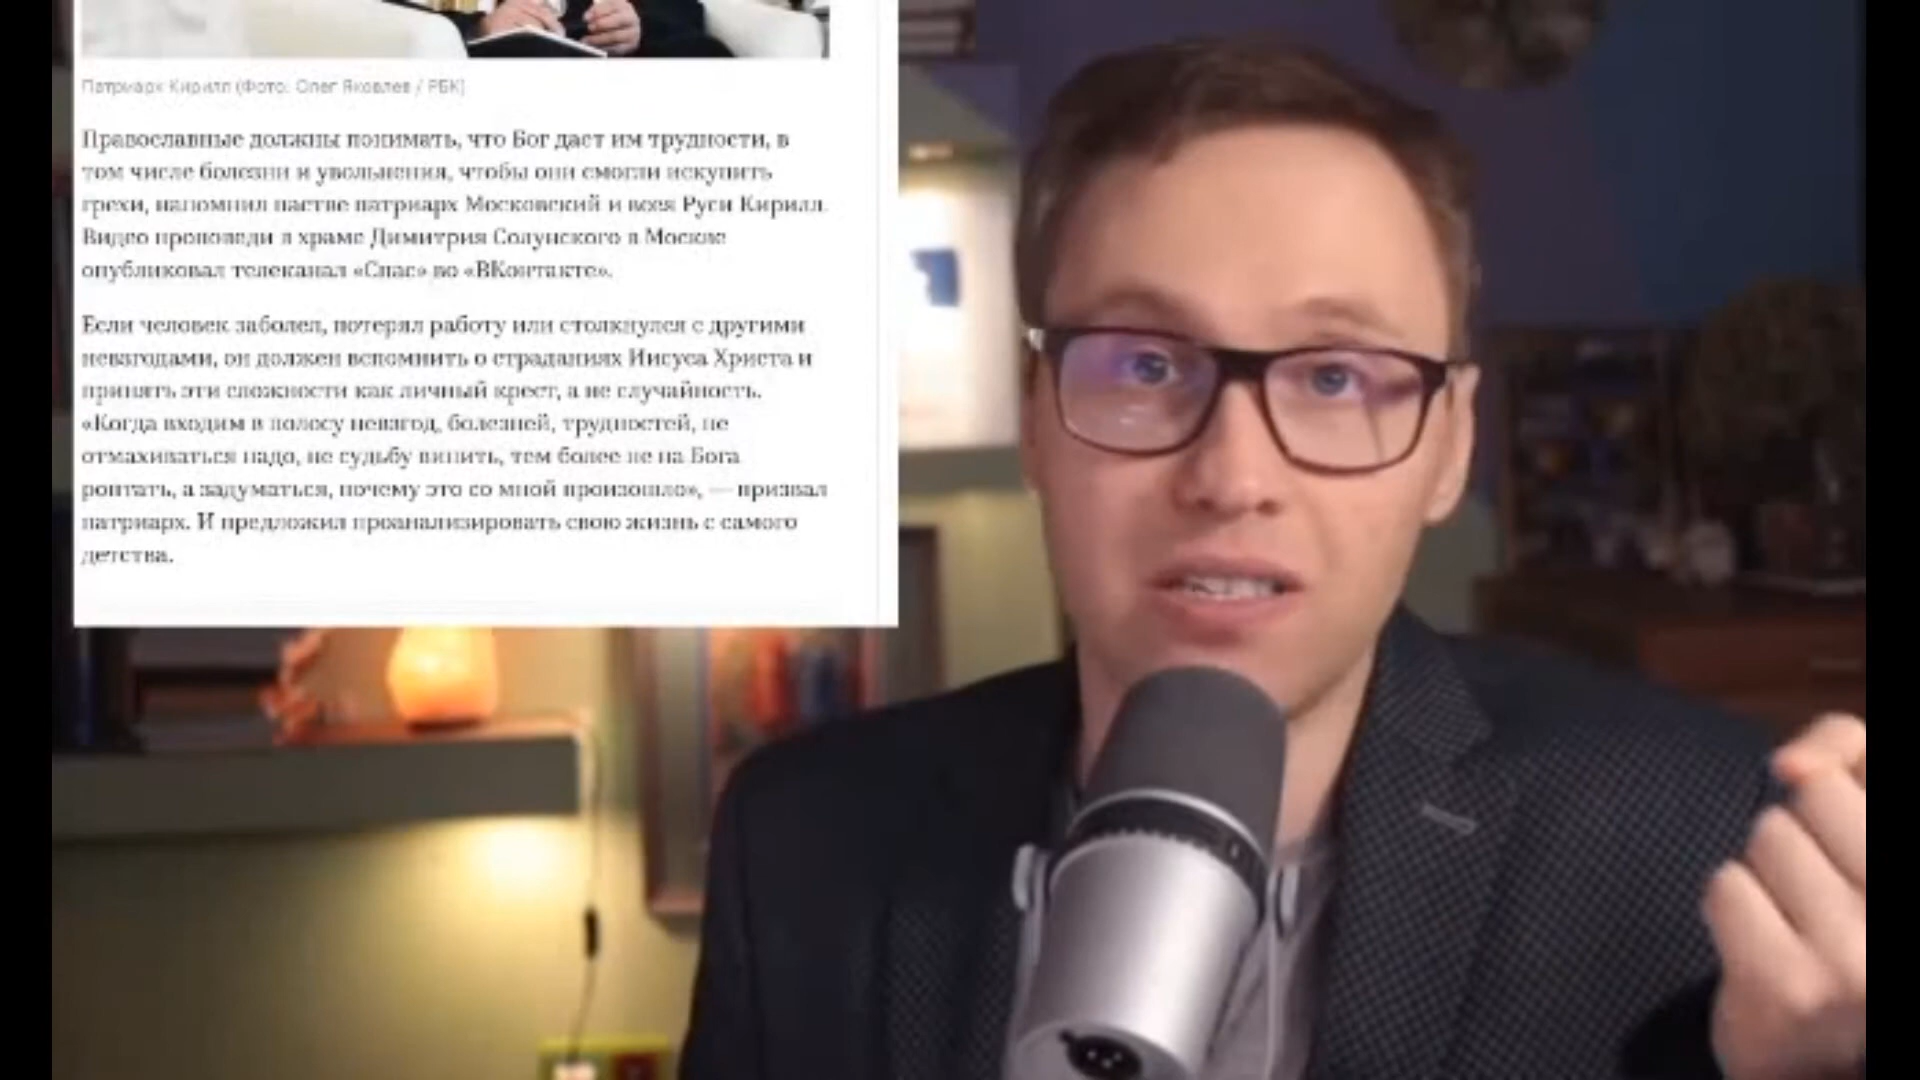 Патриарх Кирилл (Фото: Олег Яковлев / РБК)
Православные должны понимать, что Бог дает им трудности, в
том числе болезни и увольнения, чтобы они смогли искупить
грехи, напомнил пастве патриарх Московский и всея Руси Кирилл.
Видео проповеди в храме Димитрия Солунского в Москве
опубликовал телеканал «Спас» во «ВКонтакте».
Если человек заболел, потерял работу или столкнулся с другими
невзгодами, он должен вспомнить о страданиях Иисуса Христа и
принять эти сложности как личный крест, а не случайность.
«Когда входим в полосу невзгод, болезней, трудностей, не
отмахиваться надо, не судьбу винить, тем более не на Бога
роптать, а задуматься, почему это со мной произошло», — призвал
патриарх. И предложил проанализировать свою жизнь с самого
детства.